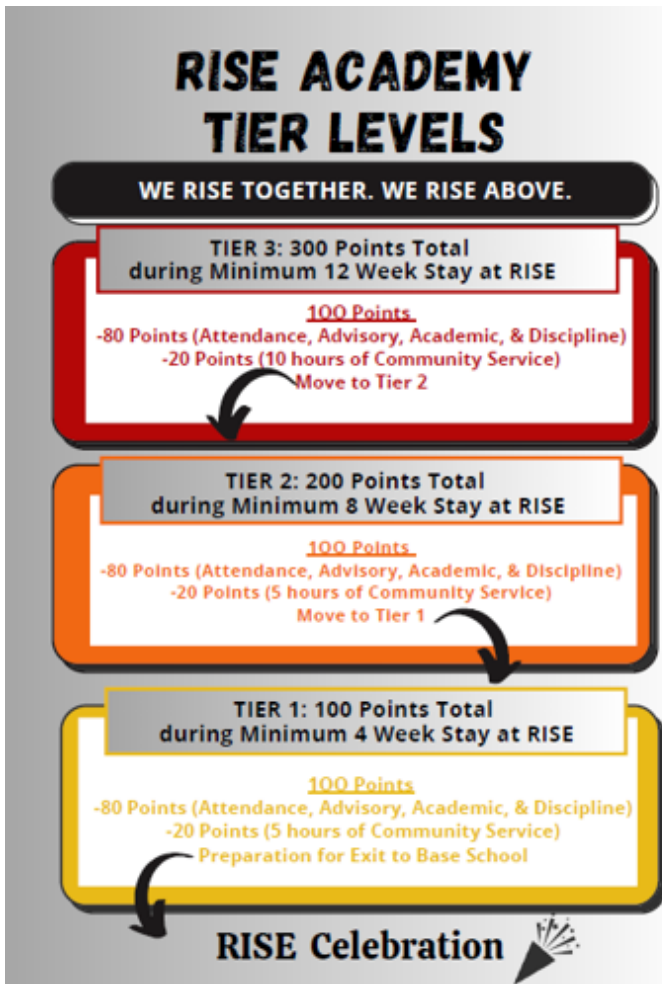 RISE ACADEMY
TIER LEVELS
WE RISE TOGETHER. WE RISE ABOVE.
TIER 3: 300 Points Total
during Minimum 12 Week Stay at RISE
100 Points
-80 Points (Attendance, Advisory, Academic, & Discipline)
-20 Points (10 hours of Community Service)
Move to Tier 2
TIER 2: 200 Points Total
during Minimum 8 Week Stay at RISE
100 Points
-80 Points (Attendance, Advisory, Academic, & Discipline)
-20 Points (5 hours of Community Service)
Move to Tier 1
TIER 1: 100 Points Total
during Minimum 4 Week Stay at RISE
100 Points
-80 Points (Attendance, Advisory, Academic, & Discipline)
-20 Points (5 hours of Community Service)
Preparation for Exit to Base School
RISE Celebration